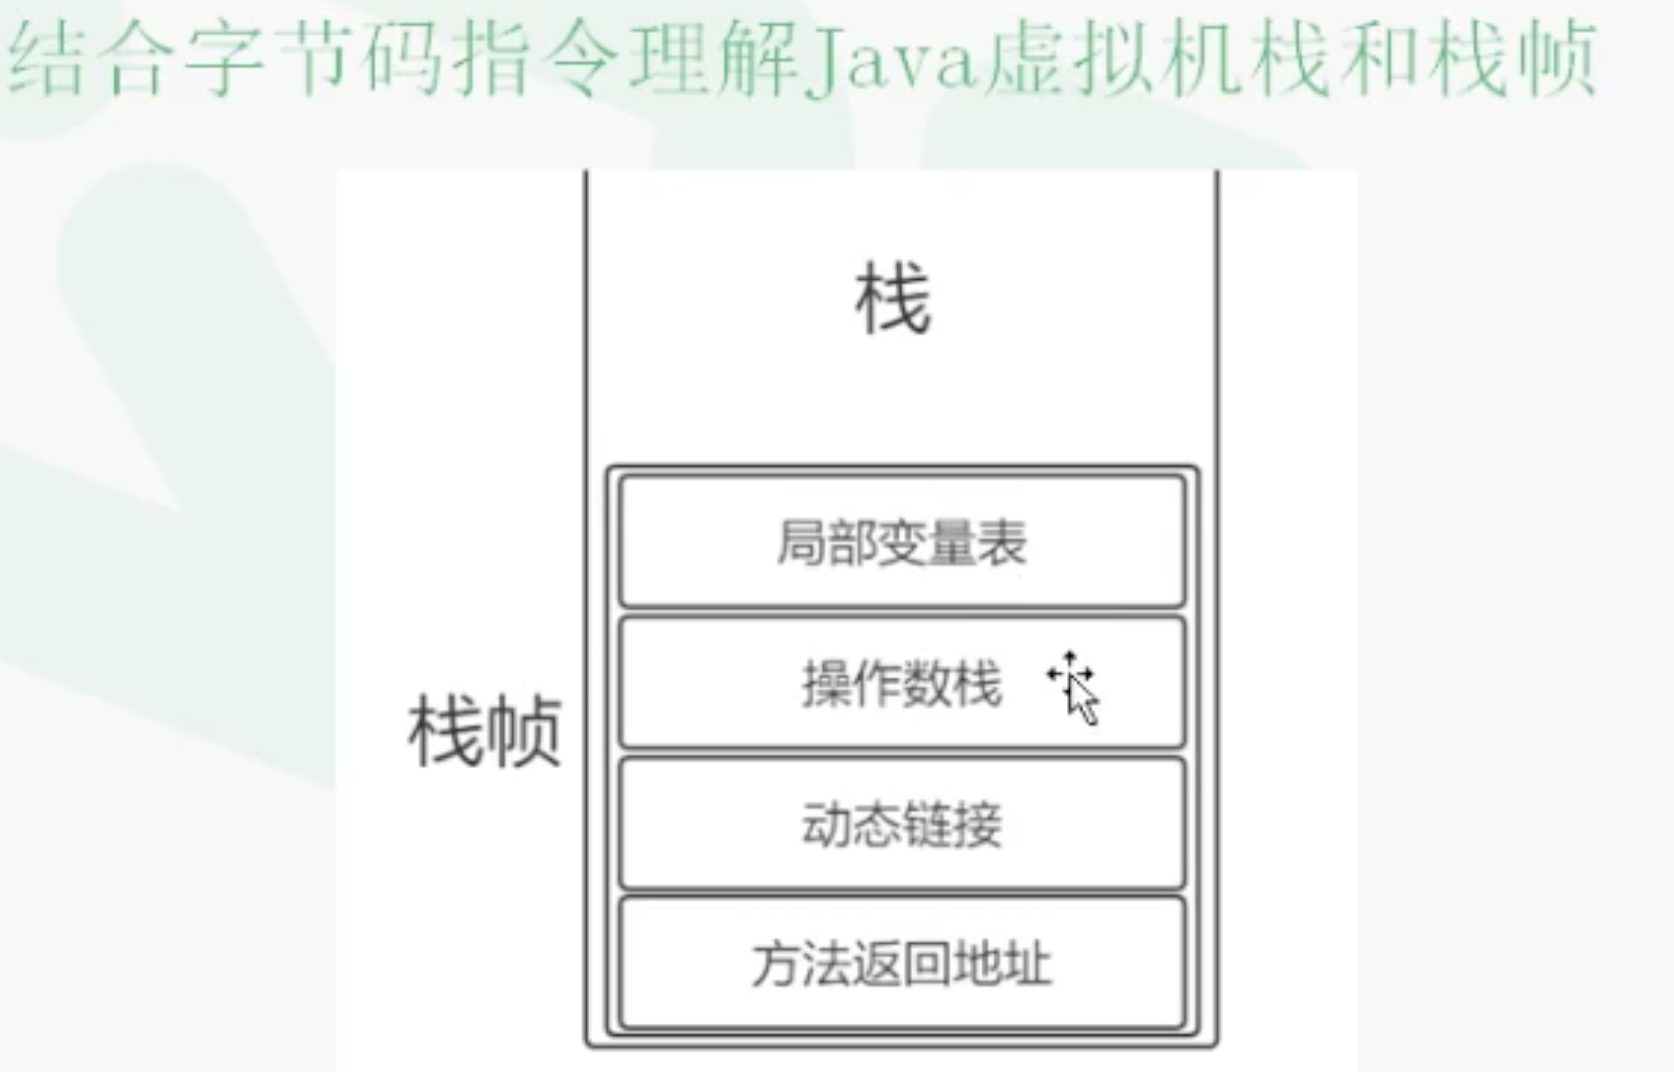 结合字节码指令理解Java虚拟机栈和栈帧
栈
局部变量表
操作数栈
栈帧
动态链接
方法返回地址